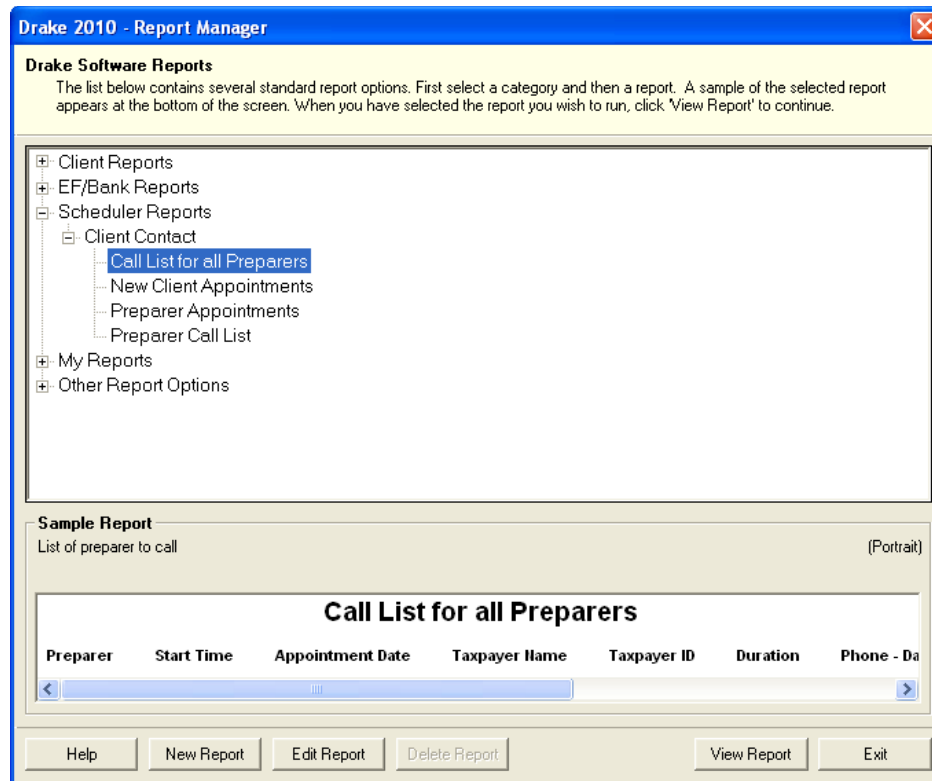 Drake 2010 - Report Manager
Drake Software Reports
The list below contains several standard report options. First select a category and then a report. A sample of the selected report
appears at the bottom of the screen. When you have selected the report you wish to run, click 'View Report' to continue.
Client Reports
EF/Bank Reports
Scheduler Reports
Client Contact
Call List for all Preparers
New Client Appointments
Preparer Appointments
Preparer Call List
My Reports
Other Report Options
Sample Report
List of preparer to call (Portrait)
Call List for all Preparers
Preparer Start Time Appointment Date Taxpayer Name Taxpayer ID Duration Phone - Da
Help New Report Edit Report Delete Report View Report Exit